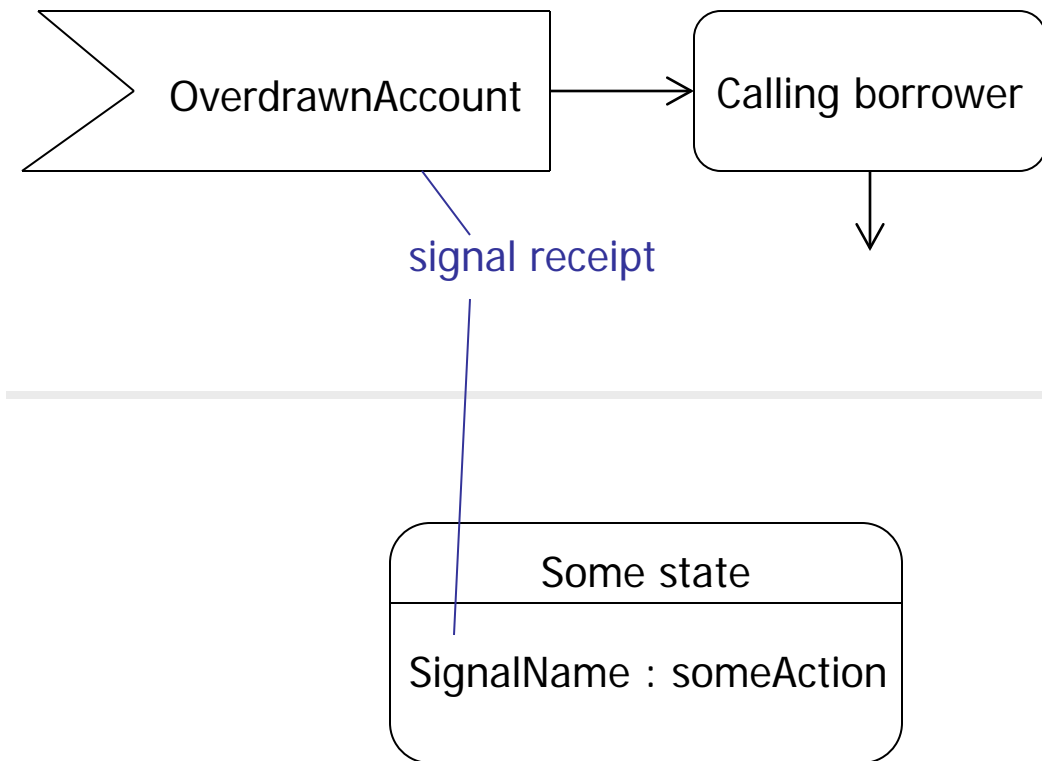 OverdrawnAccount
Calling borrower
signal receipt
Some state
SignalName : someAction